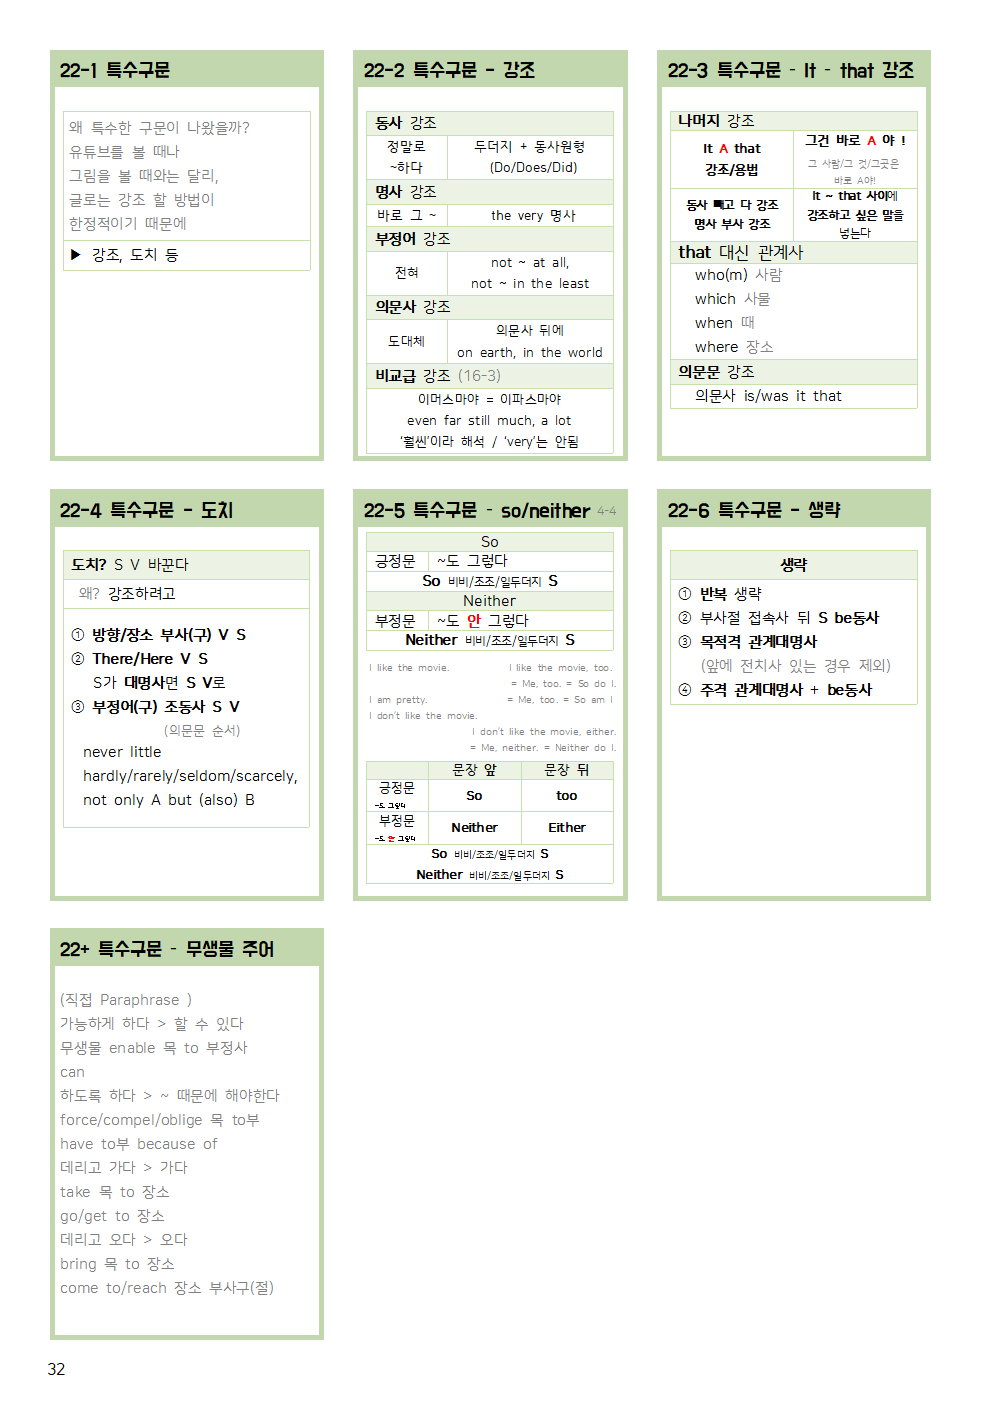 22-1 특수구문
왜 특수한 구문이 나왔을까?
유튜브를 볼 때나
그림을 볼 때와는 달리,
글로는 강조 할 방법이
한정적이기 때문에
▶ 강조, 도치 등
22-2 특수구문 - 강조
동사 강조
정말로 ~하다
두더지 + 동사원형
(Do/Does/Did)
명사 강조
바로 그 ~ the very 명사
부정어 강조
전혀
not ~ at all,
not ~ in the least
의문사 강조
도대체
의문사 뒤에
on earth, in the world
비교급 강조 (16-3)
이머스마야 = 이파스마야
even far still much, a lot
'훨씬'이라 해석 / 'very'는 안됨
22-3 특수구문 - It - that 강조
나머지 강조
It A that
강조/용법
그건 바로 A 야 !
그 사람/그 것/그곳은
바로 A야!
동사 빼고 다 강조
명사 부사 강조
It ~ that 사이에
강조하고 싶은 말을
넣는다
that 대신 관계사
who(m) 사람
which 사물
when 때
where 장소
의문문 강조
의문사 is/was it that
22-4 특수구문 - 도치
도치? S V 바꾼다
왜? 강조하려고
① 방향/장소 부사(구) V S
② There/Here V S
S가 대명사면 S V로
③ 부정어(구) 조동사 S V
(의문문 순서)
never little
hardly/rarely/seldom/scarcely,
not only A but (also) B
22-5 특수구문 - so/neither 4-4
So
긍정문 ~도 그렇다
So 비비/조조/일두더지 S
Neither
부정문 ~도 안 그렇다
Neither 비비/조조/일두더지 S
I like the movie. I like the movie, too.
= Me, too. = So do I.
I am pretty. = Me, too. = So am I
I don't like the movie.
I don't like the movie, either.
= Me, neither. = Neither do I.
문장 앞 문장 뒤
긍정문 So too
~도 그렇다
부정문 Neither Either
~도 안 그렇다
So 비비/조조/일두더지 S
Neither 비비/조조/일두더지 S
22-6 특수구문 - 생략
생략
① 반복 생략
② 부사절 접속사 뒤 S be동사
③ 목적격 관계대명사
(앞에 전치사 있는 경우 제외)
④ 주격 관계대명사 + be동사
22+ 특수구문 - 무생물 주어
(직접 Paraphrase )
가능하게 하다 > 할 수 있다
무생물 enable 목 to 부정사
can
하도록 하다 > ~ 때문에 해야한다
force/compel/oblige 목 to부
have to부 because of
데리고 가다 > 가다
take 목 to 장소
go/get to 장소
데리고 오다 > 오다
bring 목 to 장소
come to/reach 장소 부사구(절)
32